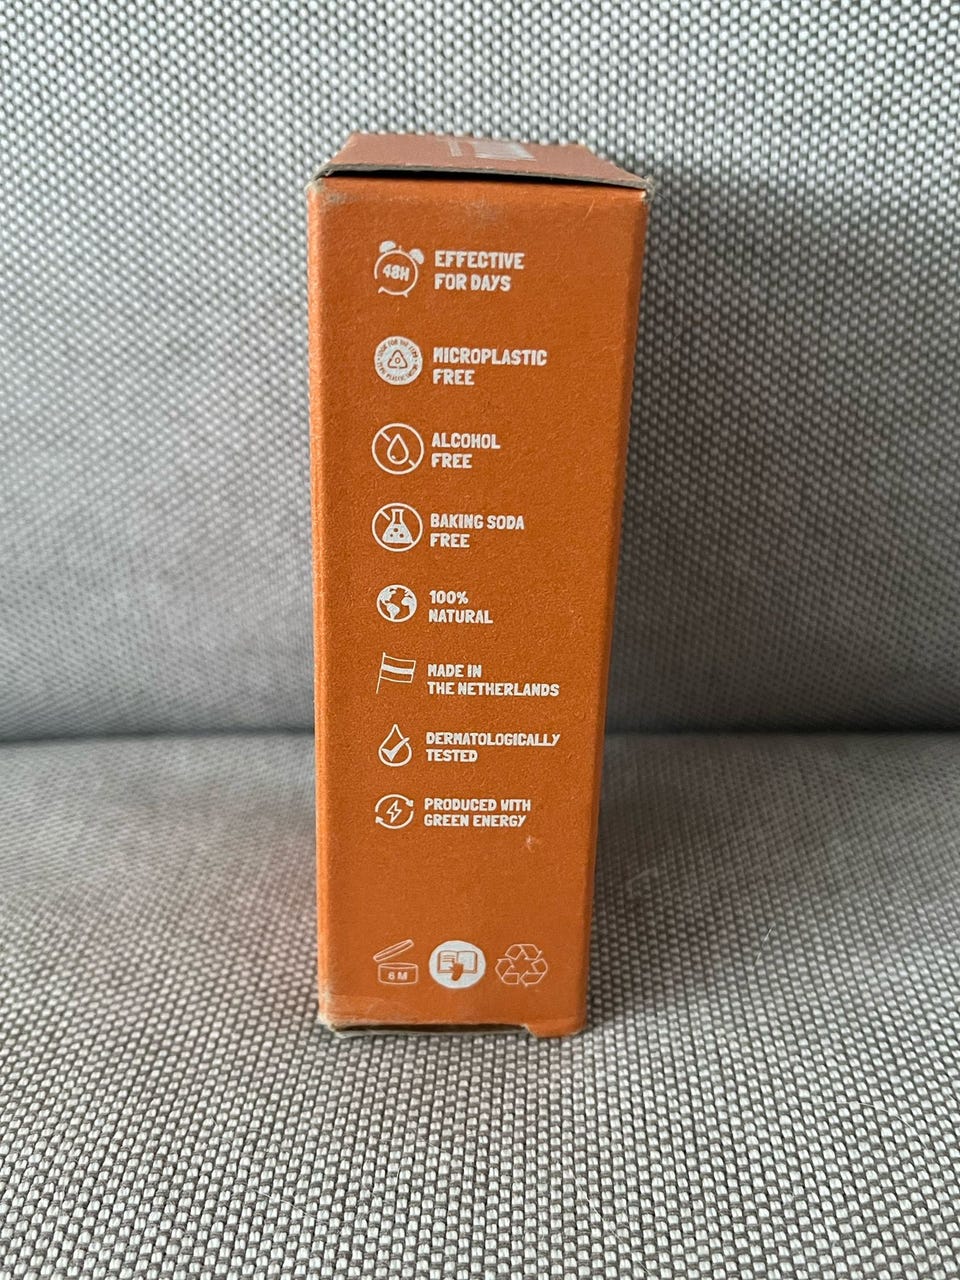 48H
EFFECTIVE
FOR DAYS
MICROPLASTIC
FREE
ALCOHOL
FREE
BAKING SODA
FREE
100%
NATURAL
MADE IN
THE NETHERLANDS
DERMATOLOGICALLY
TESTED
PRODUCED WITH
GREEN ENERGY
6 M